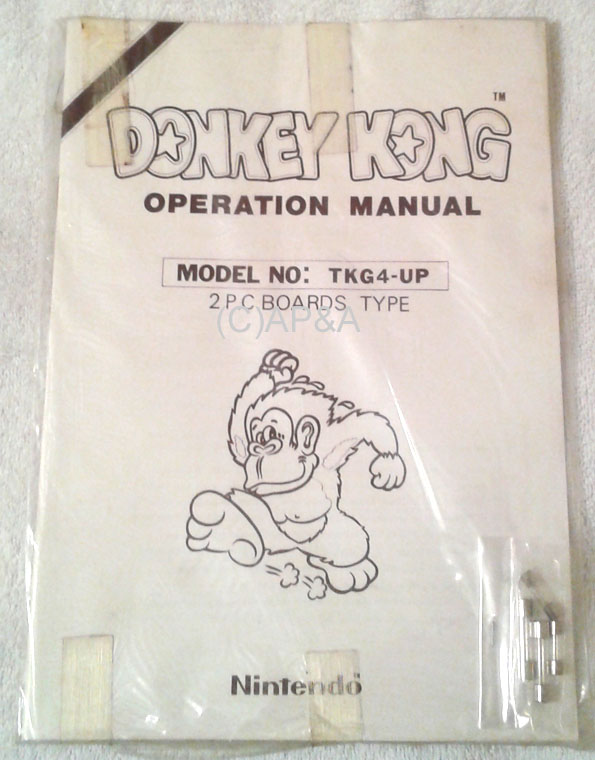 DONKEY KONG™
OPERATION MANUAL
MODEL NO: TKG4-UP
2 P.C. BOARDS TYPE
(C)AP&A
Nintendo